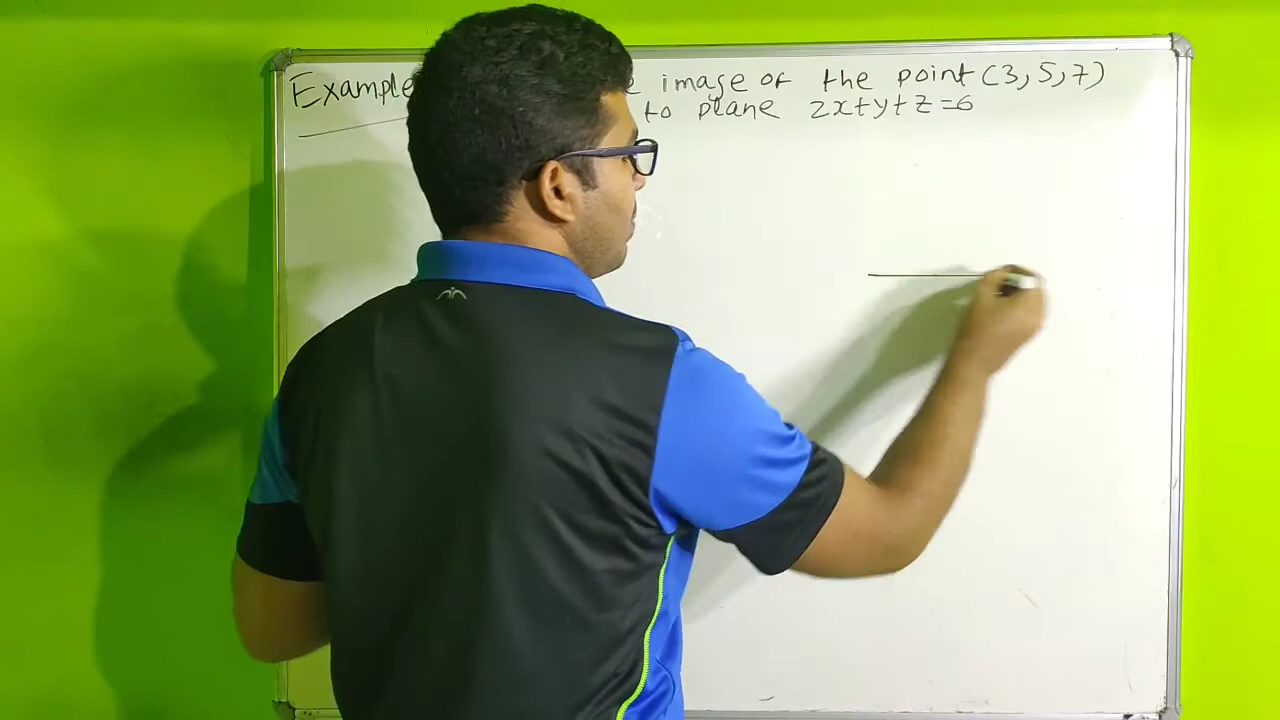 Example image of the point (3, 5, 7)
to plane 2x+y+z=6